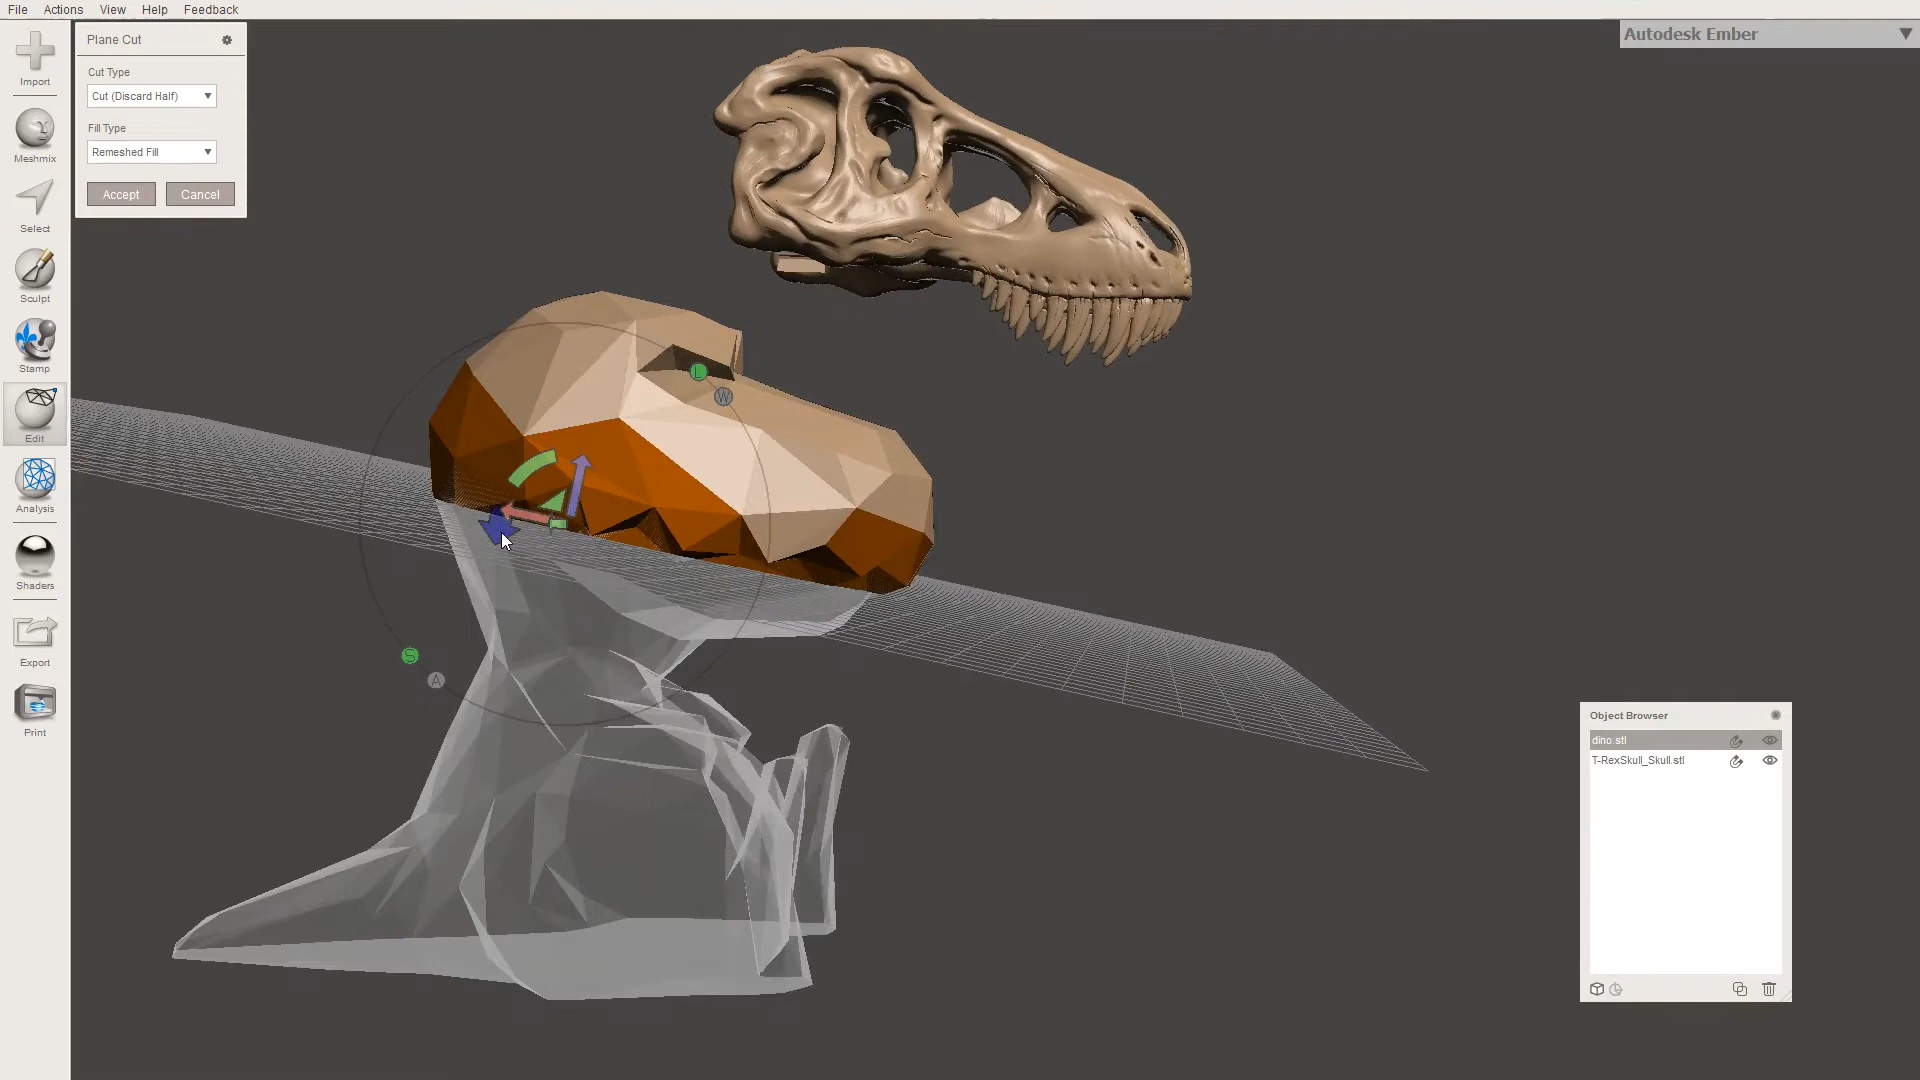 File Actions View Help Feedback
Autodesk Ember
Import
Meshmix
Select
Sculpt
Stamp
Edit
Analysis
Shaders
Export
Print
Plane Cut
Cut Type
Cut (Discard Half)
Fill Type
Remeshed Fill
Accept Cancel
L
W
S
A
Object Browser
dino.stl
T-RexSkull_Skull.stl